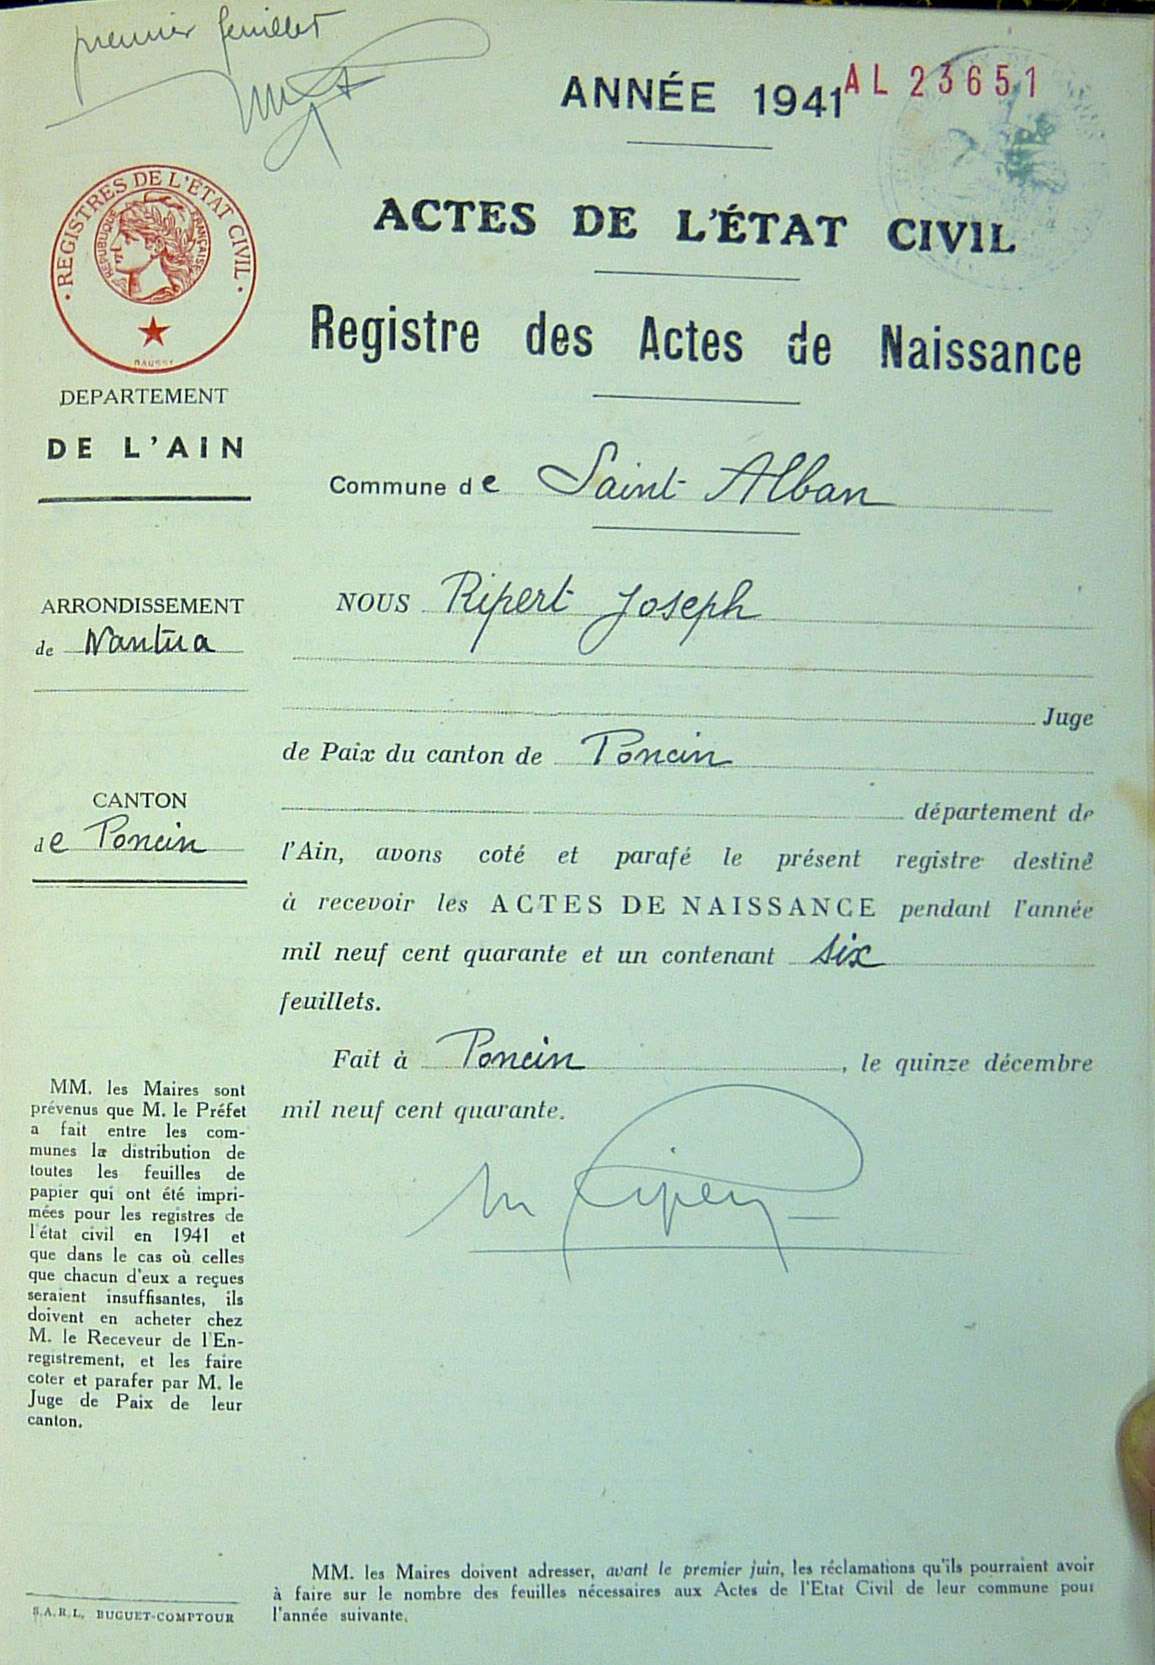 premier feuillet
ANNÉE 1941
AL 23651
REGISTRES DE L'ETAT CIVIL
REPUBLIQUE FRANÇAISE
DEPARTEMENT
DE L'AIN
ARRONDISSEMENT
de Nantua
CANTON
de Poncin
MM. les Maires sont
prévenus que M. le Préfet
a fait entre les com-
munes la distribution de
toutes les feuilles de
papier qui ont été impri-
mées pour les registres de
l'état civil en 1941 et
que dans le cas où celles
que chacun d'eux a reçues
seraient insuffisantes, ils
doivent en acheter chez
M. le Receveur de l'En-
registrement, et les faire
coter et parafer par M. le
Juge de Paix de leur
canton.
S.A.R.L. BUGUET-COMPTOUR
ACTES DE L'ÉTAT CIVIL
Registre des Actes de Naissance
Commune de Saint Alban
NOUS Ripert Joseph
Juge
de Paix du canton de Poncin
département de
l'Ain, avons coté et parafé le présent registre destiné
à recevoir les ACTES DE NAISSANCE pendant l'année
mil neuf cent quarante et un contenant six
feuillets.
Fait à Poncin, le quinze décembre
mil neuf cent quarante.
MM. les Maires doivent adresser, avant le premier juin, les réclamations qu'ils pourraient avoir
à faire sur le nombre des feuilles nécessaires aux Actes de l'Etat Civil de leur commune pour
l'année suivante.